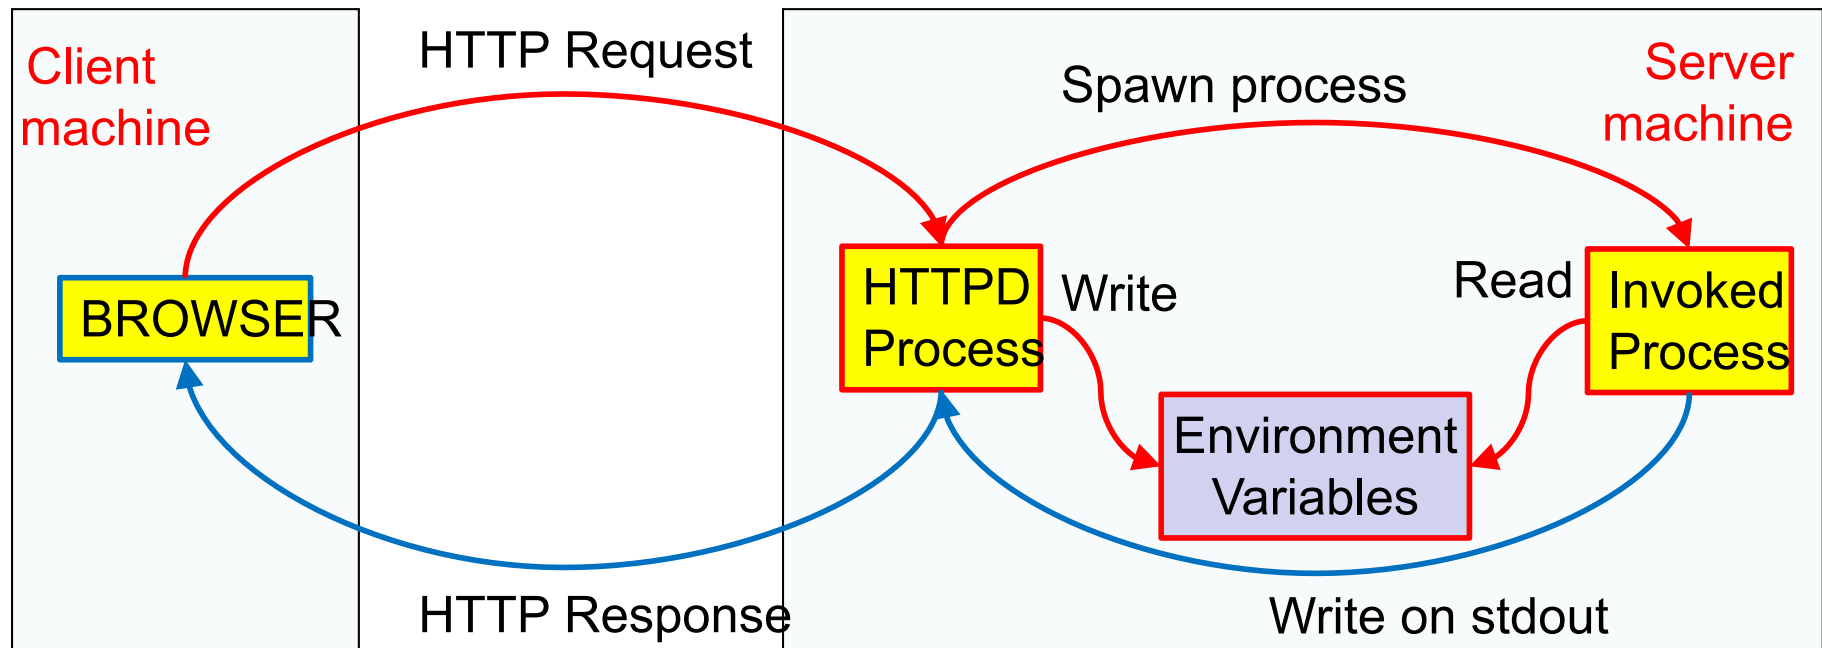 Client
machine
HTTP Request
Spawn process
Server
machine
BROWSER
HTTPD
Process
Write
Read
Invoked
Process
Environment
Variables
HTTP Response
Write on stdout